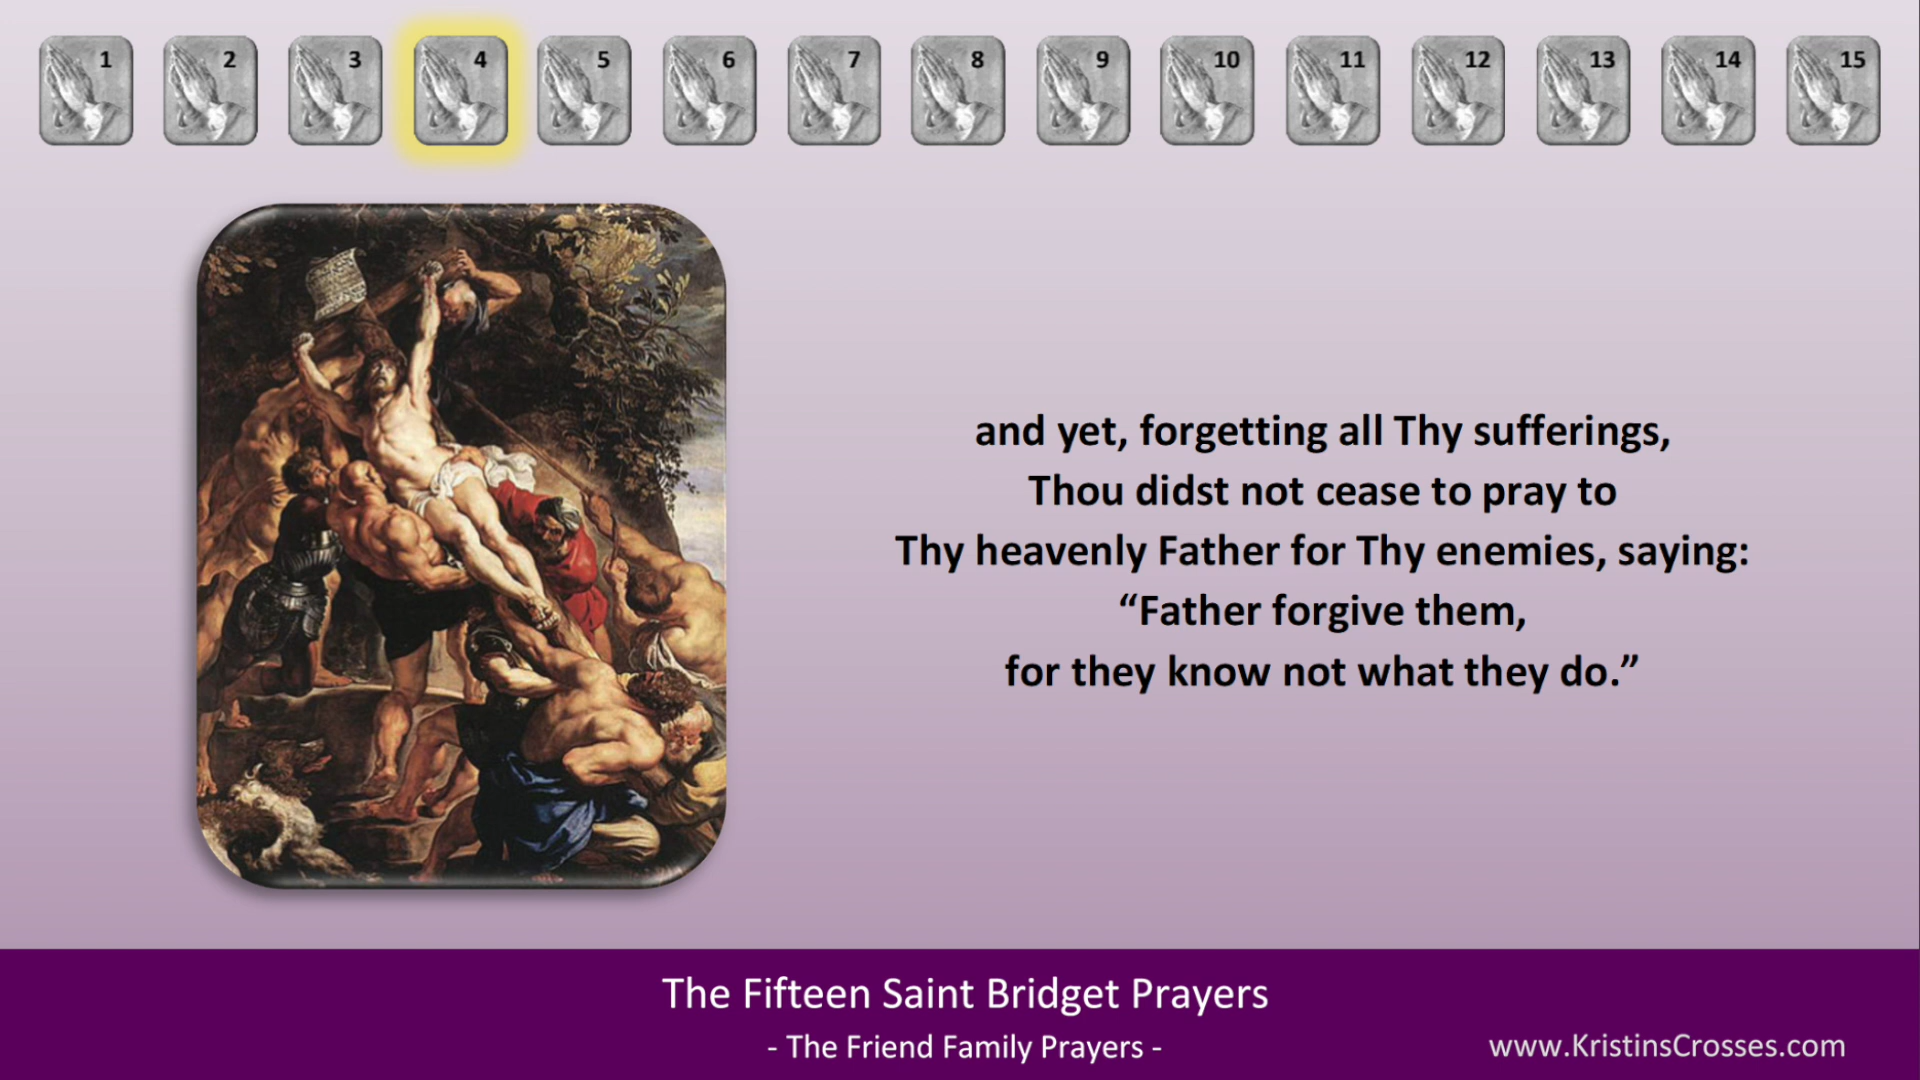 1 2 3 4 5 6 7 8 9 10 11 12 13 14 15
and yet, forgetting all Thy sufferings,
Thou didst not cease to pray to
Thy heavenly Father for Thy enemies, saying:
“Father forgive them,
for they know not what they do.”
The Fifteen Saint Bridget Prayers
- The Friend Family Prayers -
www.KristinsCrosses.com